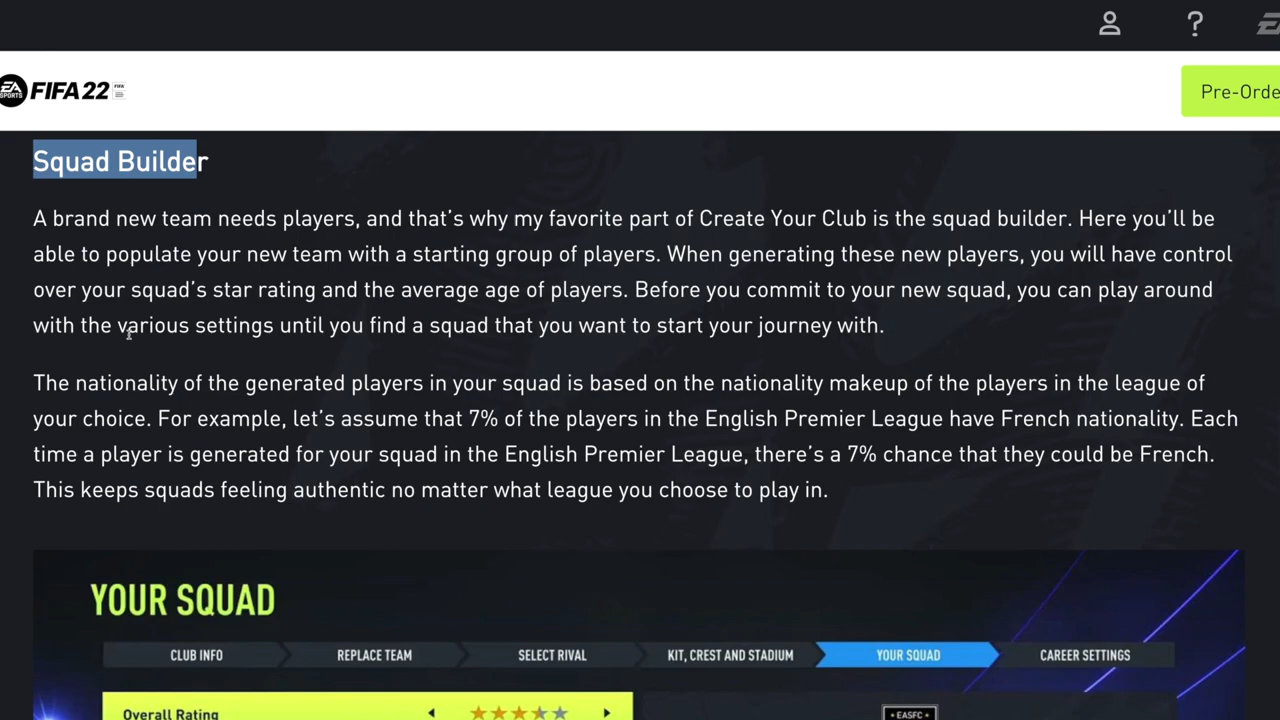 EA SPORTS FIFA 22 FIFA
Pre-Orde
Squad Builder
A brand new team needs players, and that's why my favorite part of Create Your Club is the squad builder. Here you'll be
able to populate your new team with a starting group of players. When generating these new players, you will have control
over your squad's star rating and the average age of players. Before you commit to your new squad, you can play around
with the various settings until you find a squad that you want to start your journey with.
The nationality of the generated players in your squad is based on the nationality makeup of the players in the league of
your choice. For example, let's assume that 7% of the players in the English Premier League have French nationality. Each
time a player is generated for your squad in the English Premier League, there's a 7% chance that they could be French.
This keeps squads feeling authentic no matter what league you choose to play in.
YOUR SQUAD
CLUB INFO REPLACE TEAM SELECT RIVAL KIT, CREST AND STADIUM YOUR SQUAD CAREER SETTINGS
Overall Rating
EASFC